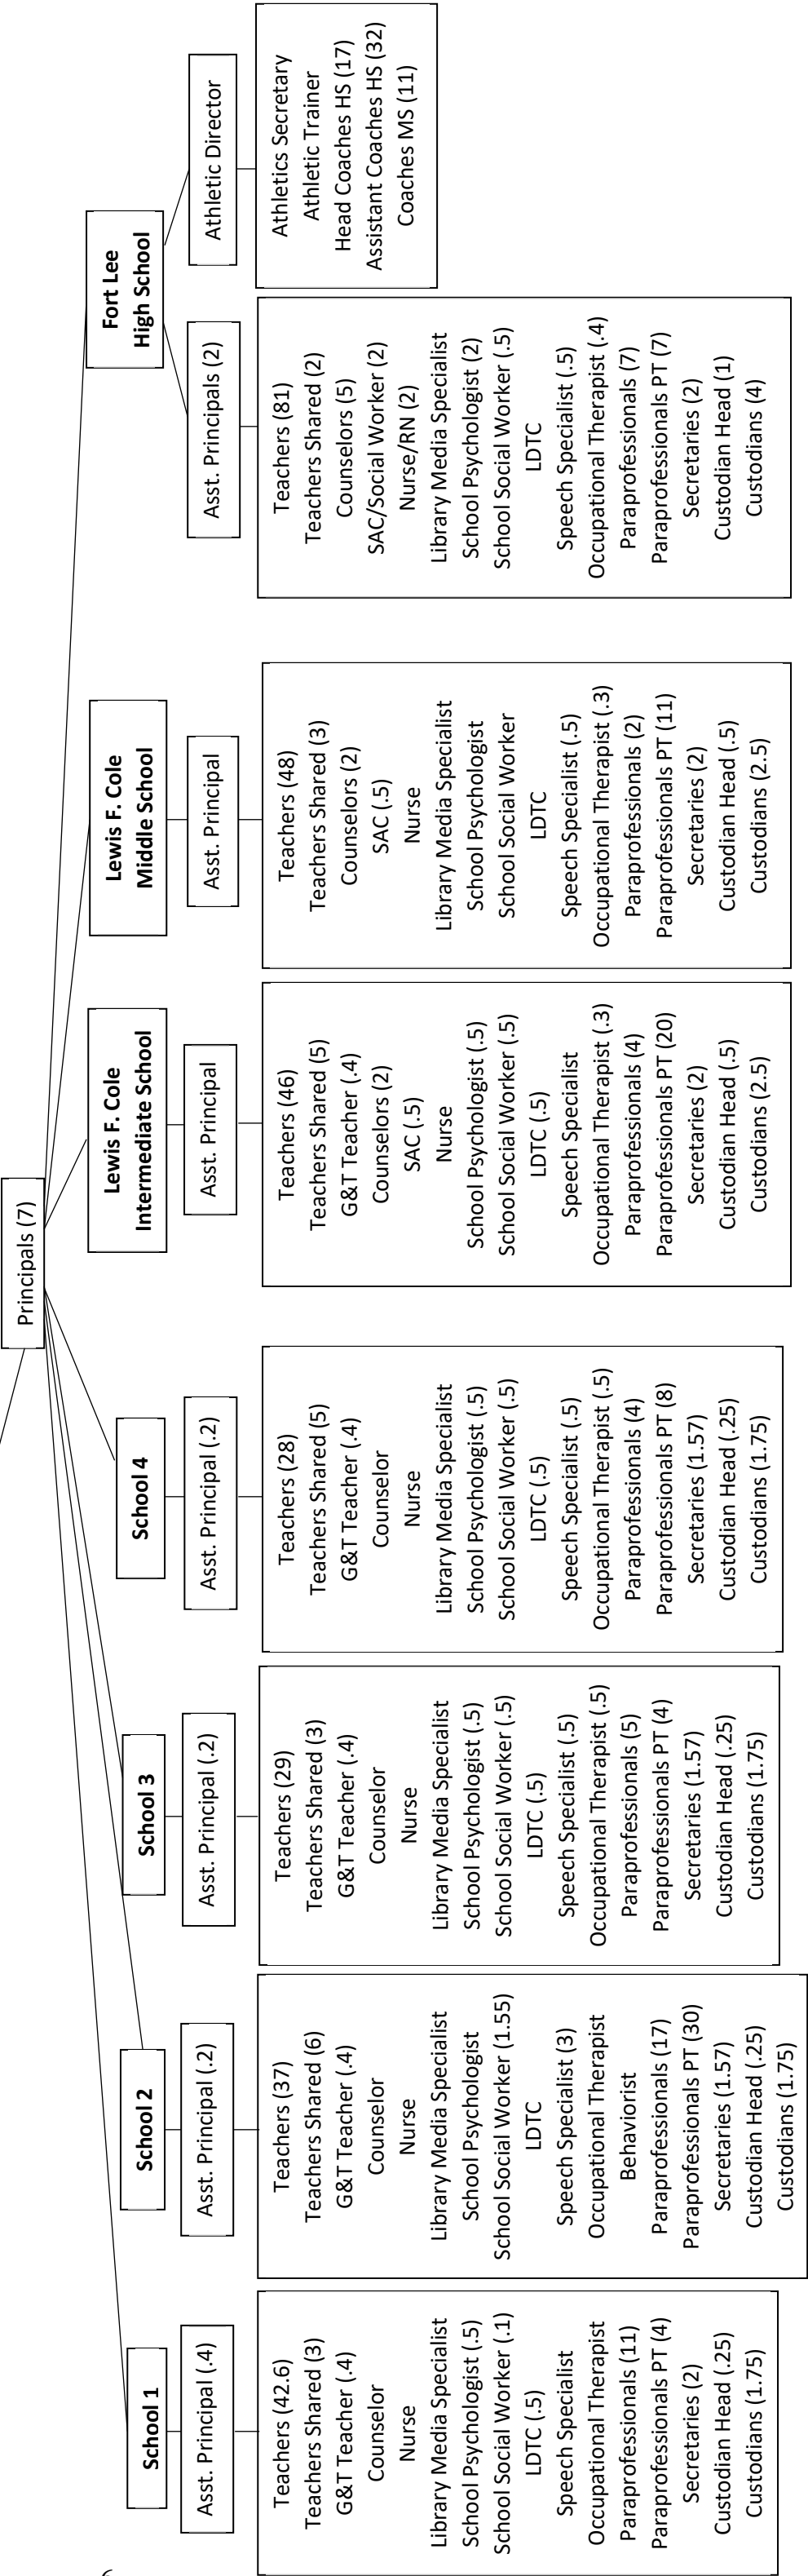 Principals (7)
School 1
Asst. Principal (.4)
Teachers (42.6)
Teachers Shared (3)
G&T Teacher (.4)
Counselor
Nurse
Library Media Specialist
School Psychologist (.5)
School Social Worker (.1)
LDTC (.5)
Speech Specialist
Occupational Therapist
Paraprofessionals (11)
Paraprofessionals PT (4)
Secretaries (2)
Custodian Head (.25)
Custodians (1.75)
School 2
Asst. Principal (.2)
Teachers (37)
Teachers Shared (6)
G&T Teacher (.4)
Counselor
Nurse
Library Media Specialist
School Psychologist
School Social Worker (1.55)
LDTC
Speech Specialist (3)
Occupational Therapist
Behaviorist
Paraprofessionals (17)
Paraprofessionals PT (30)
Secretaries (1.57)
Custodian Head (.25)
Custodians (1.75)
School 3
Asst. Principal (.2)
Teachers (29)
Teachers Shared (3)
G&T Teacher (.4)
Counselor
Nurse
Library Media Specialist
School Psychologist (.5)
School Social Worker (.5)
LDTC (.5)
Speech Specialist (.5)
Occupational Therapist (.5)
Paraprofessionals (5)
Paraprofessionals PT (4)
Secretaries (1.57)
Custodian Head (.25)
Custodians (1.75)
School 4
Asst. Principal (.2)
Teachers (28)
Teachers Shared (5)
G&T Teacher (.4)
Counselor
Nurse
Library Media Specialist
School Psychologist (.5)
School Social Worker (.5)
LDTC (.5)
Speech Specialist (.5)
Occupational Therapist (.5)
Paraprofessionals (4)
Paraprofessionals PT (8)
Secretaries (1.57)
Custodian Head (.25)
Custodians (1.75)
Lewis F. Cole
Intermediate School
Asst. Principal
Teachers (46)
Teachers Shared (5)
G&T Teacher (.4)
Counselors (2)
SAC (.5)
Nurse
School Psychologist (.5)
School Social Worker (.5)
LDTC (.5)
Speech Specialist
Occupational Therapist (.3)
Paraprofessionals (4)
Paraprofessionals PT (20)
Secretaries (2)
Custodian Head (.5)
Custodians (2.5)
Lewis F. Cole
Middle School
Asst. Principal
Teachers (48)
Teachers Shared (3)
Counselors (2)
SAC (.5)
Nurse
Library Media Specialist
School Psychologist
School Social Worker
LDTC
Speech Specialist (.5)
Occupational Therapist (.3)
Paraprofessionals (2)
Paraprofessionals PT (11)
Secretaries (2)
Custodian Head (.5)
Custodians (2.5)
Fort Lee
High School
Asst. Principals (2)
Teachers (81)
Teachers Shared (2)
Counselors (5)
SAC/Social Worker (2)
Nurse/RN (2)
Library Media Specialist
School Psychologist (2)
School Social Worker (.5)
LDTC
Speech Specialist (.5)
Occupational Therapist (.4)
Paraprofessionals (7)
Paraprofessionals PT (7)
Secretaries (2)
Custodian Head (1)
Custodians (4)
Athletic Director
Athletics Secretary
Athletic Trainer
Head Coaches HS (17)
Assistant Coaches HS (32)
Coaches MS (11)